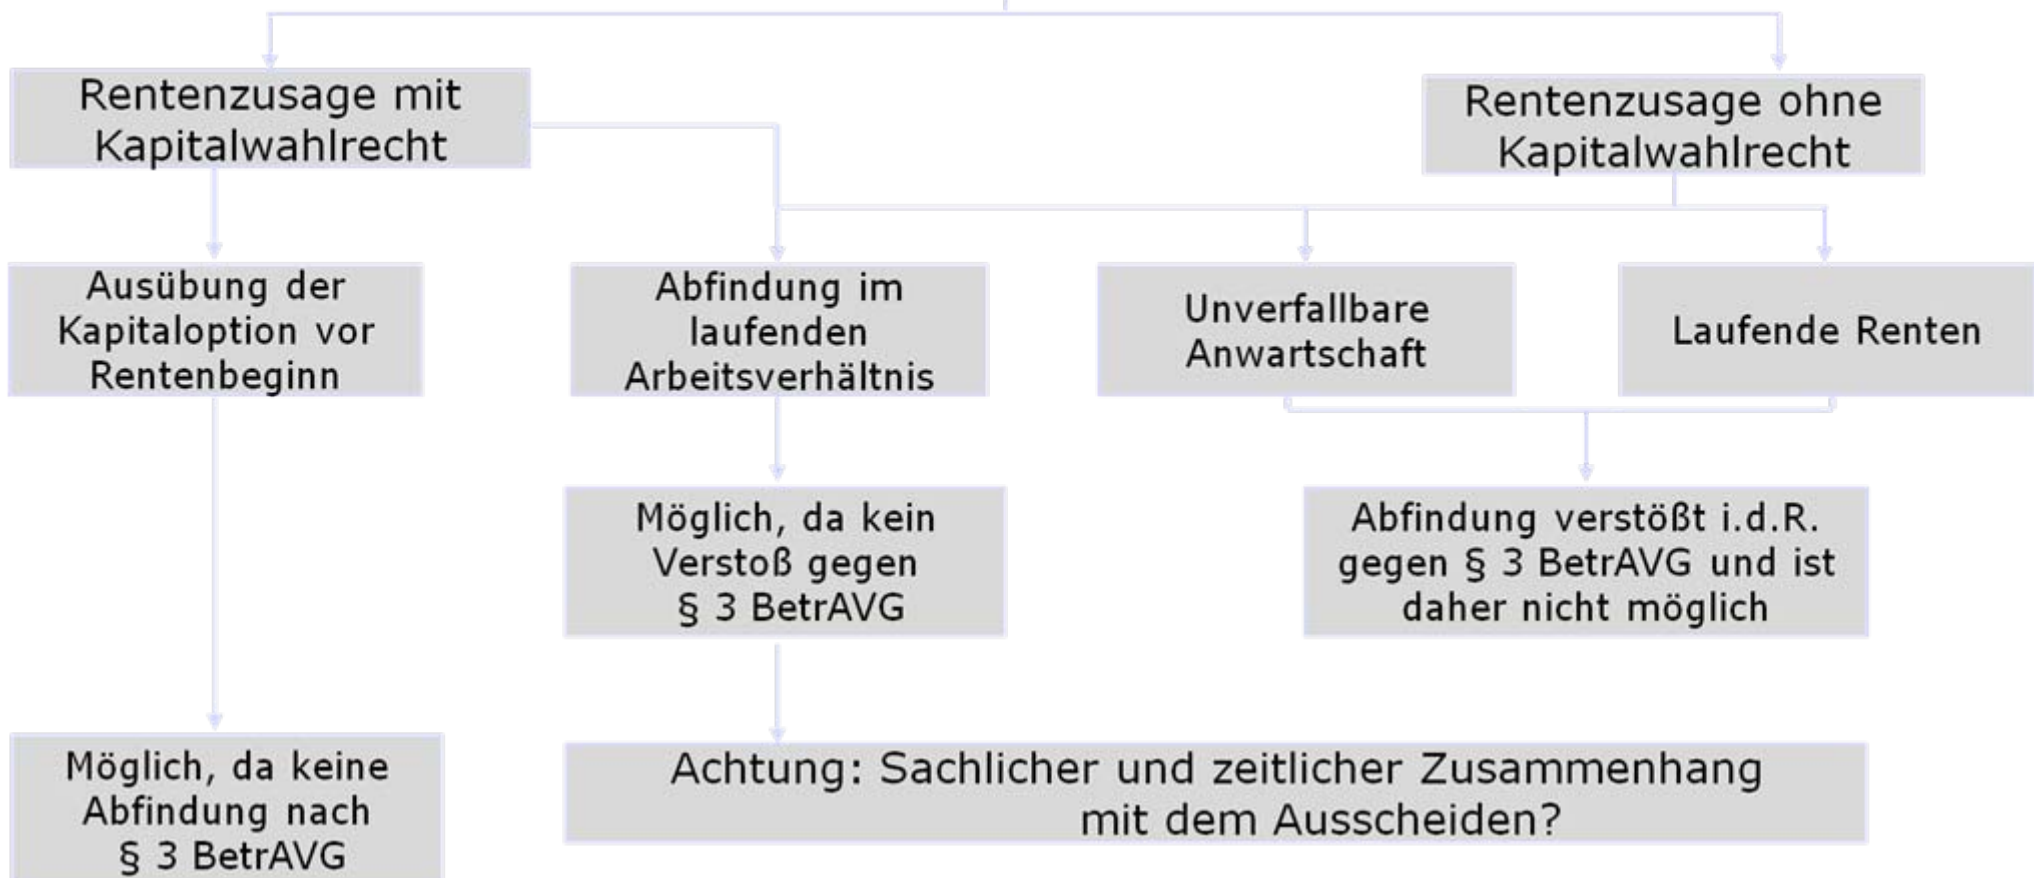 Rentenzusage mit
Kapitalwahlrecht
Rentenzusage ohne
Kapitalwahlrecht
Ausübung der
Kapitaloption vor
Rentenbeginn
Abfindung im
laufenden
Arbeitsverhältnis
Unverfallbare
Anwartschaft
Laufende Renten
Möglich, da kein
Verstoß gegen
§ 3 BetrAVG
Abfindung verstößt i.d.R.
gegen § 3 BetrAVG und ist
daher nicht möglich
Möglich, da keine
Abfindung nach
§ 3 BetrAVG
Achtung: Sachlicher und zeitlicher Zusammenhang
mit dem Ausscheiden?